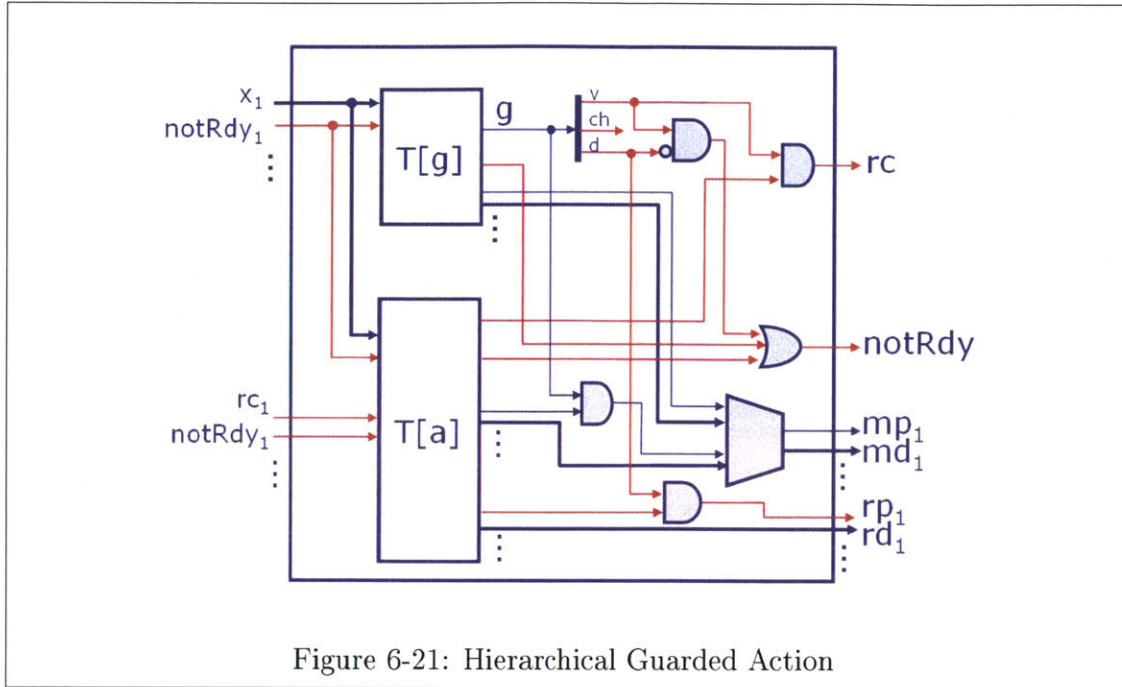 x₁
notRdy₁
⋮
T[g]
g
v
ch
d
rc
T[a]
rc₁
notRdy₁
⋮
notRdy
mp₁
md₁
rp₁
rd₁
Figure 6-21: Hierarchical Guarded Action